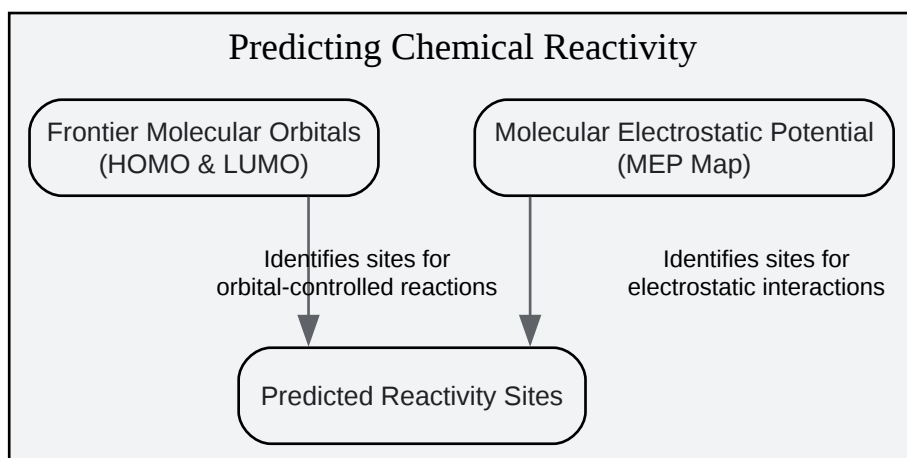 Predicting Chemical Reactivity
Frontier Molecular Orbitals
(HOMO & LUMO)
Molecular Electrostatic Potential
(MEP Map)
Identifies sites for
orbital-controlled reactions
Identifies sites for
electrostatic interactions
Predicted Reactivity Sites